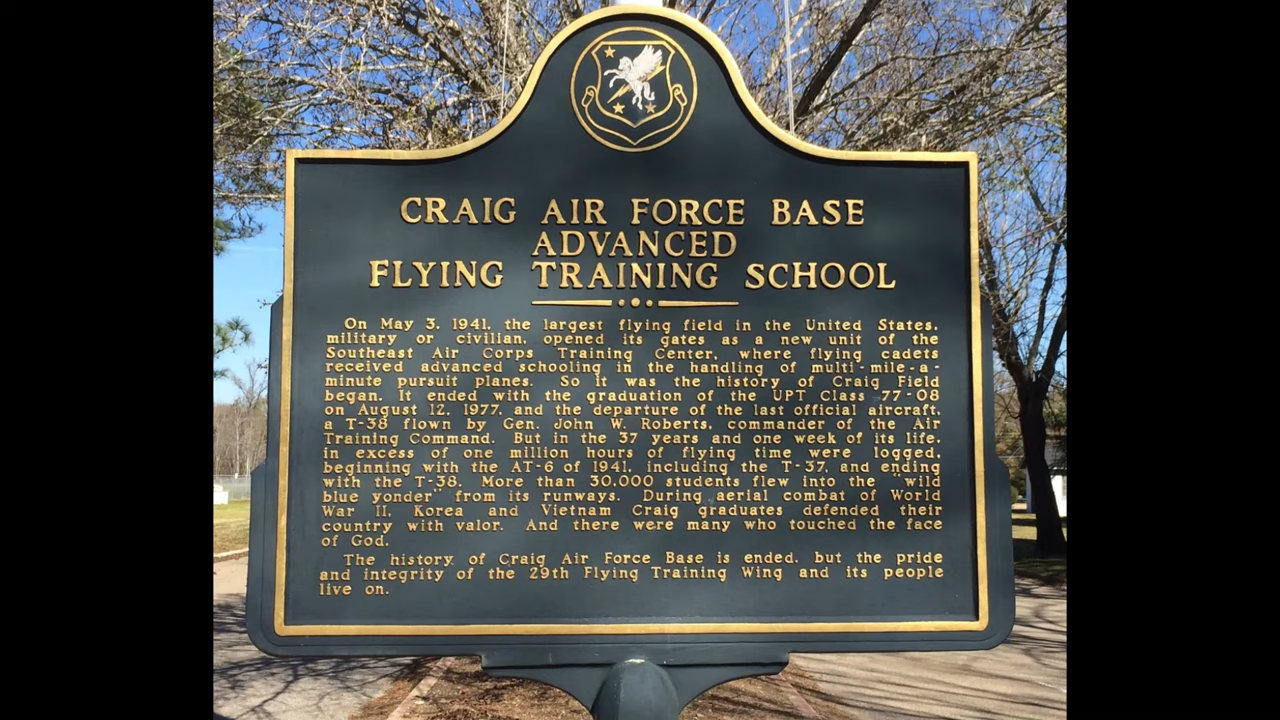 CRAIG AIR FORCE BASE
ADVANCED
FLYING TRAINING SCHOOL
On May 3, 1941, the largest flying field in the United States,
military or civilian, opened its gates as a new unit of the
Southeast Air Corps Training Center, where flying cadets
received advanced schooling in the handling of multi-mile-a-
minute pursuit planes. So it was the history of Craig Field
began. It ended with the graduation of the UPT Class 77-08
on August 12, 1977, and the departure of the last official aircraft,
a T-38 flown by Gen. John W. Roberts, commander of the Air
Training Command. But in the 37 years and one week of its life,
in excess of one million hours of flying time were logged,
beginning with the AT-6 of 1941, including the T-37, and ending
with the T-38. More than 30,000 students flew into the "wild
blue yonder" from its runways. During aerial combat of World
War II, Korea and Vietnam Craig graduates defended their
country with valor. And there were many who touched the face
of God.
The history of Craig Air Force Base is ended, but the pride
and integrity of the 29th Flying Training Wing and its people
live on.